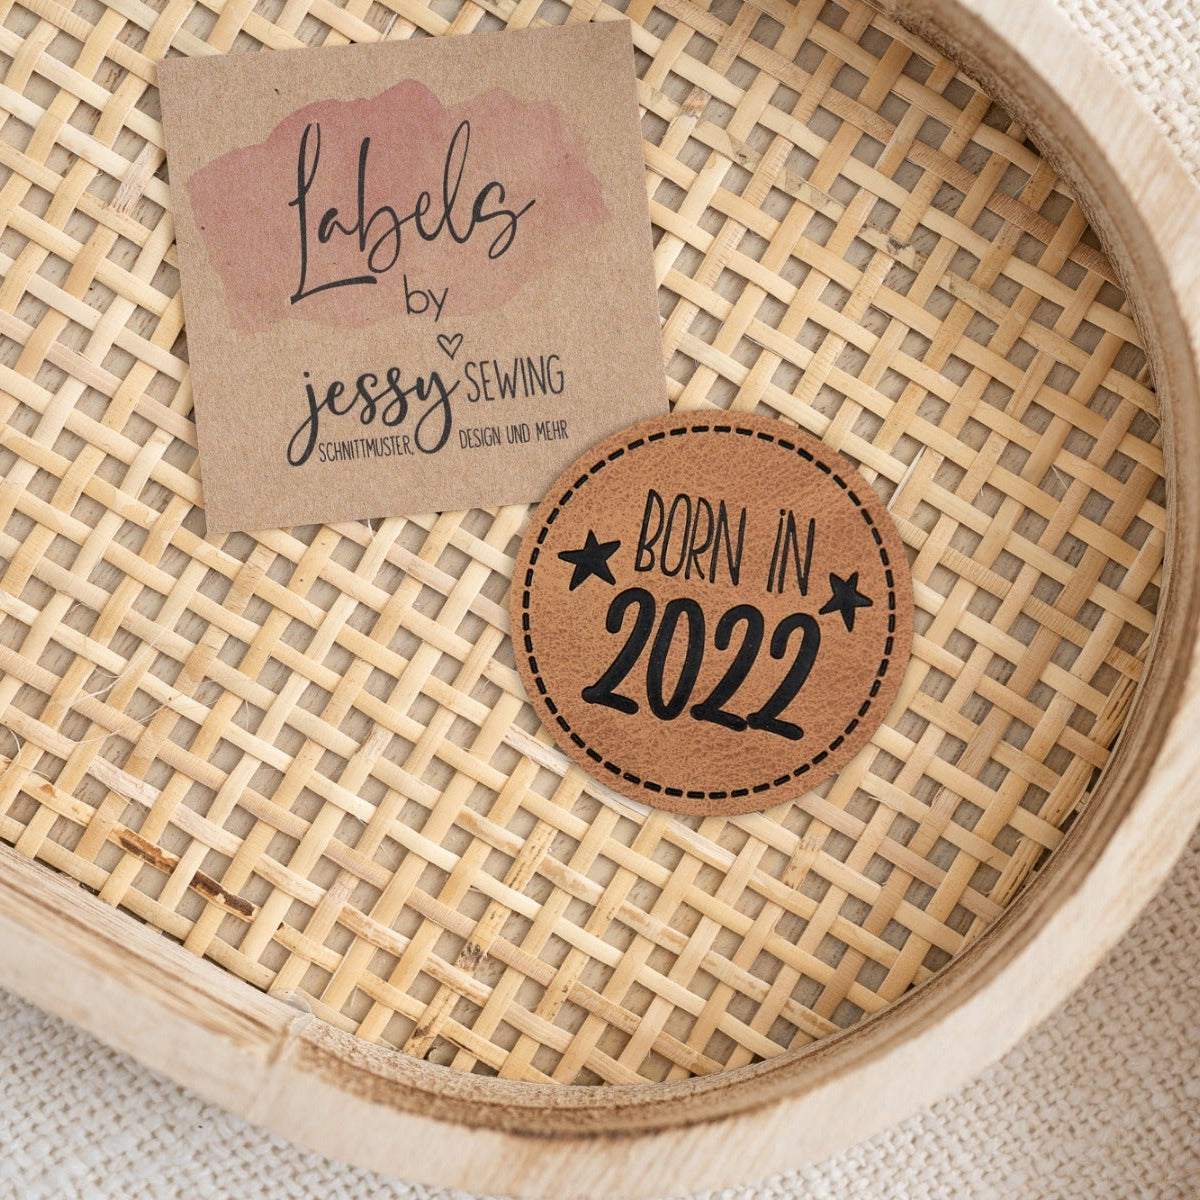 Labels
by
jessy SEWING
SCHNITTMUSTER, DESIGN UND MEHR
BORN iN
2022